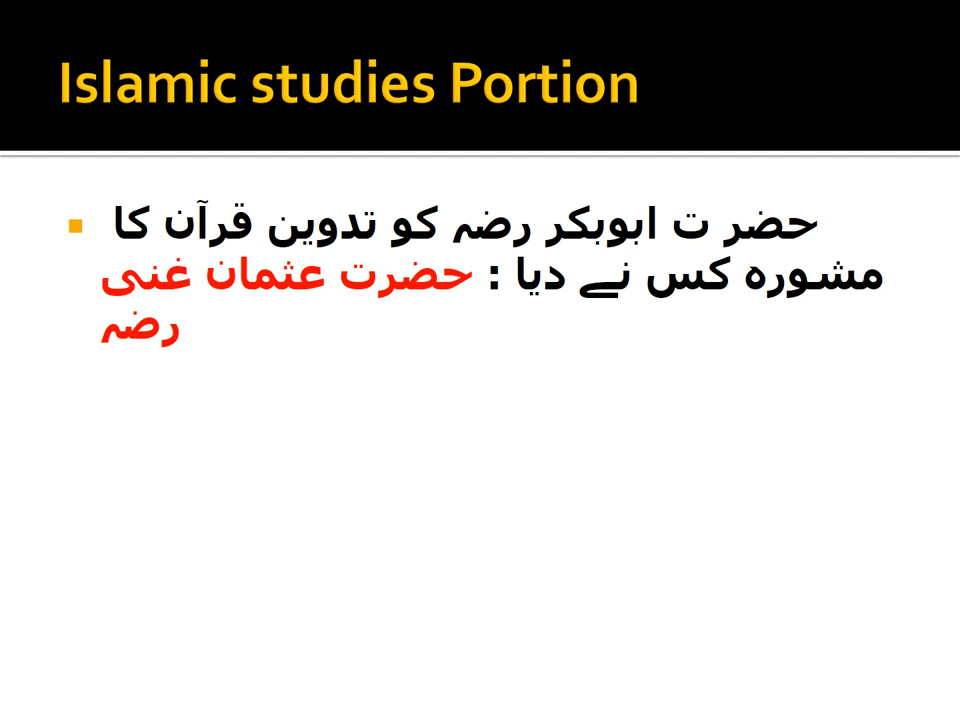 Islamic studies Portion
حضر ت ابوبکر رضہ کو تدوین قرآن کا
مشورہ کس نے دیا : حضرت عثمان غنی
رضہ